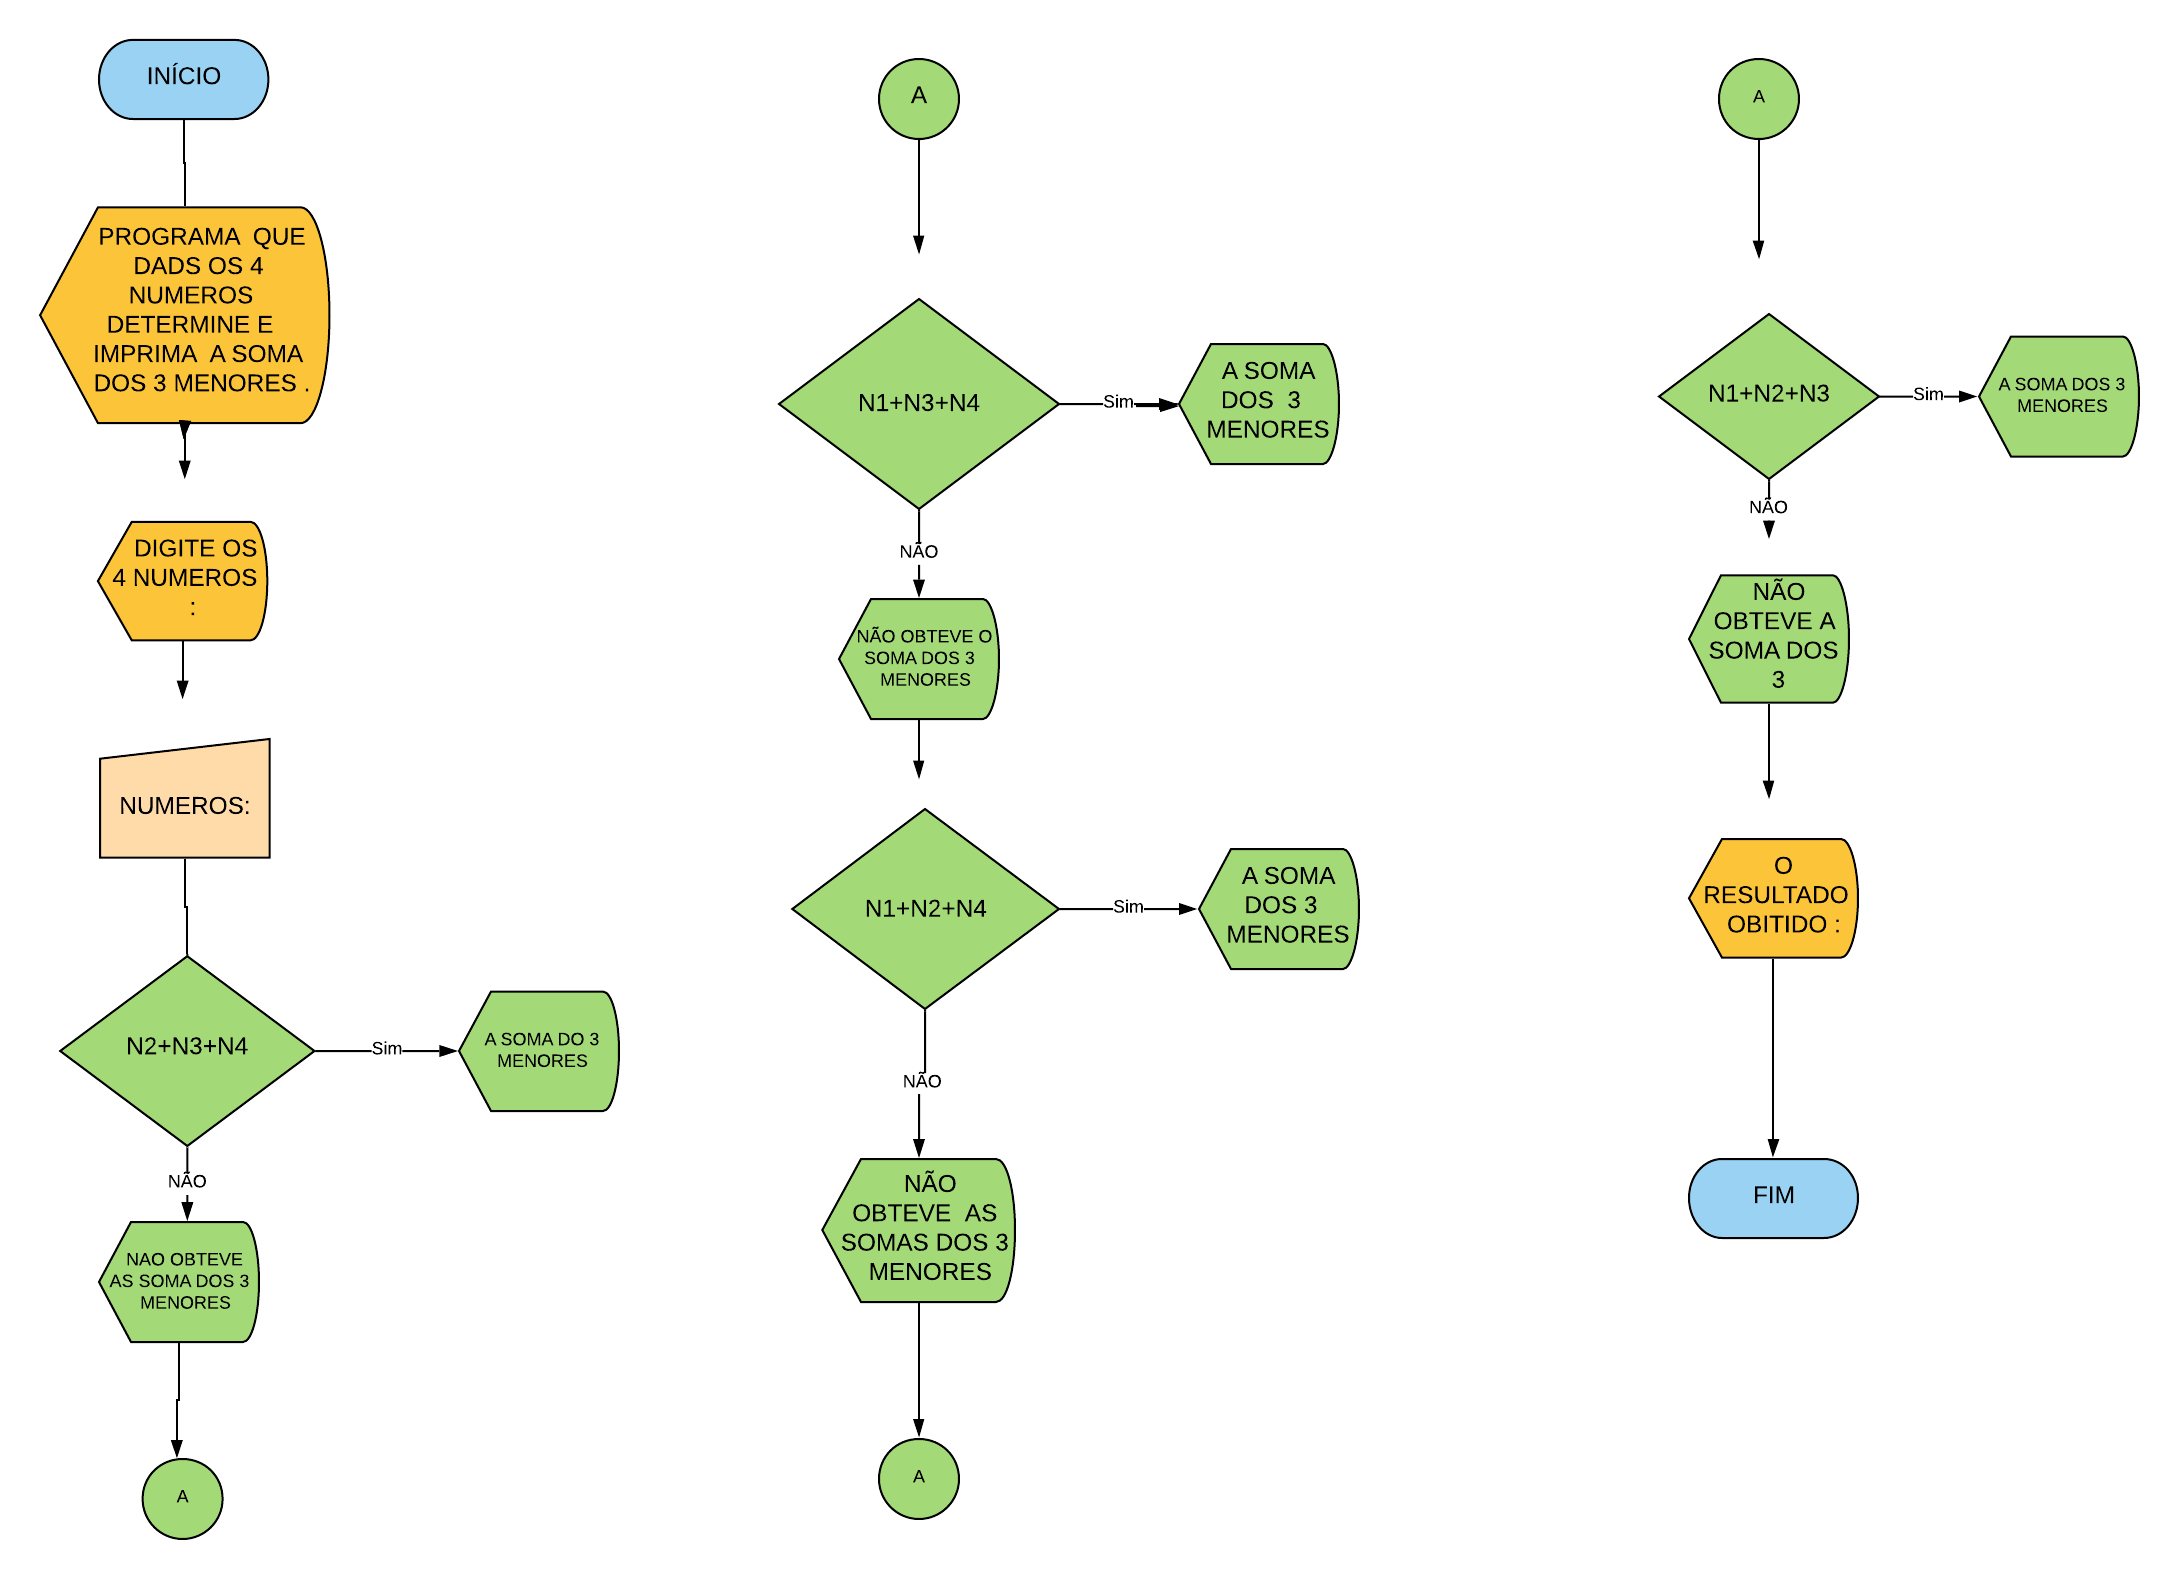 INÍCIO
PROGRAMA QUE
DADS OS 4
NUMEROS
DETERMINE E
IMPRIMA A SOMA
DOS 3 MENORES .
DIGITE OS
4 NUMEROS
:
NUMEROS:
N2+N3+N4
Sim
A SOMA DO 3
MENORES
NÃO
NAO OBTEVE
AS SOMA DOS 3
MENORES
A
A
N1+N3+N4
Sim
A SOMA
DOS 3
MENORES
NÃO
NÃO OBTEVE O
SOMA DOS 3
MENORES
N1+N2+N4
Sim
A SOMA
DOS 3
MENORES
NÃO
NÃO
OBTEVE AS
SOMAS DOS 3
MENORES
A
A
N1+N2+N3
Sim
A SOMA DOS 3
MENORES
NÃO
NÃO
OBTEVE A
SOMA DOS
3
O
RESULTADO
OBITIDO :
FIM